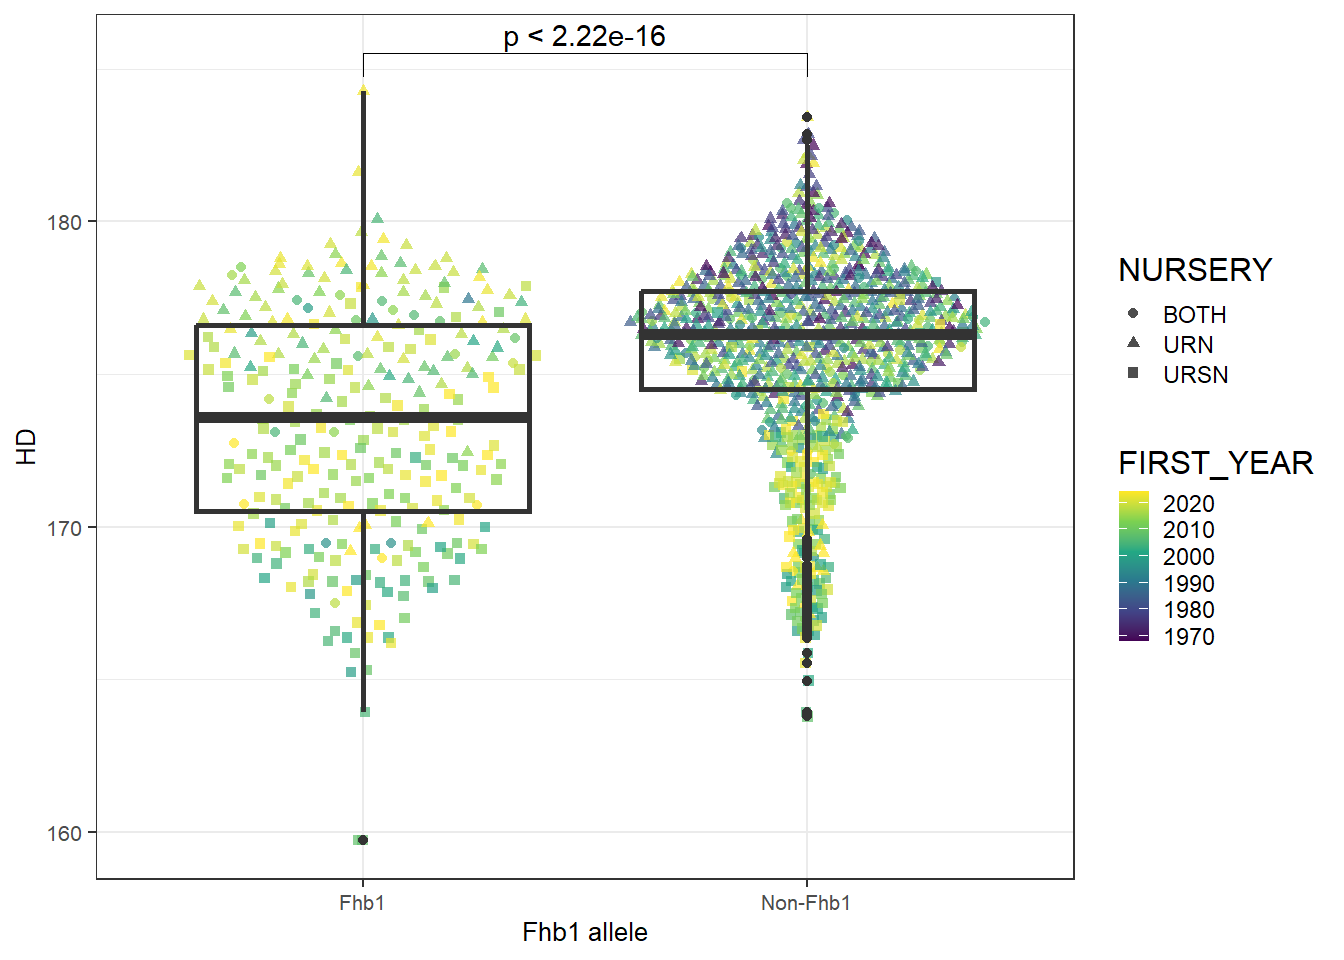 p < 2.22e-16
HD
180
170
160
Fhb1
Non-Fhb1
Fhb1 allele
NURSERY
BOTH
URN
URSN
FIRST_YEAR
2020
2010
2000
1990
1980
1970